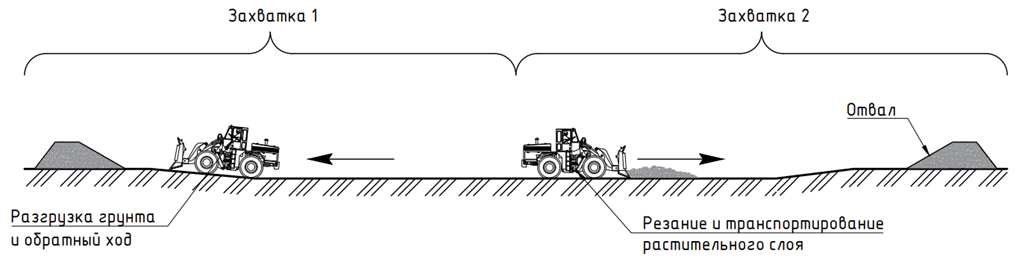 Захватка 1
Захватка 2
Отвал
Разгрузка грунта
и обратный ход
Резание и транспортирование
растительного слоя